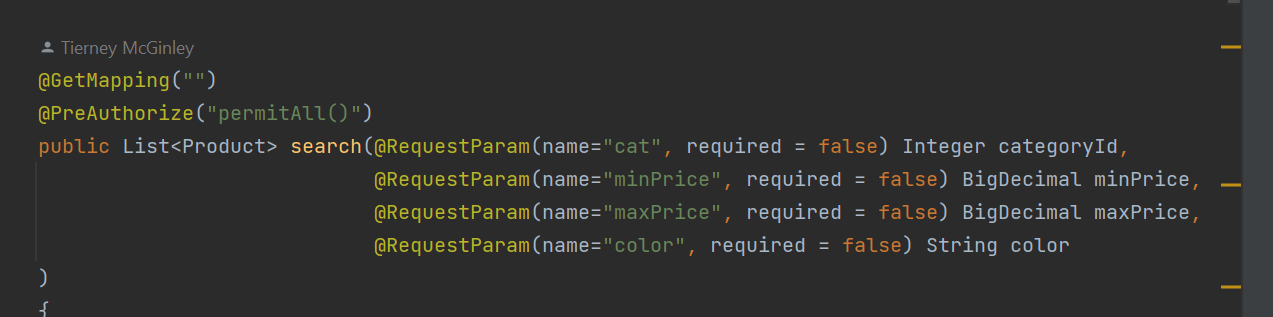 Tierney McGinley
@GetMapping("")
@PreAuthorize("permitAll()")
public List<Product> search(@RequestParam(name="cat", required = false) Integer categoryId,
@RequestParam(name="minPrice", required = false) BigDecimal minPrice,
@RequestParam(name="maxPrice", required = false) BigDecimal maxPrice,
@RequestParam(name="color", required = false) String color
)
{